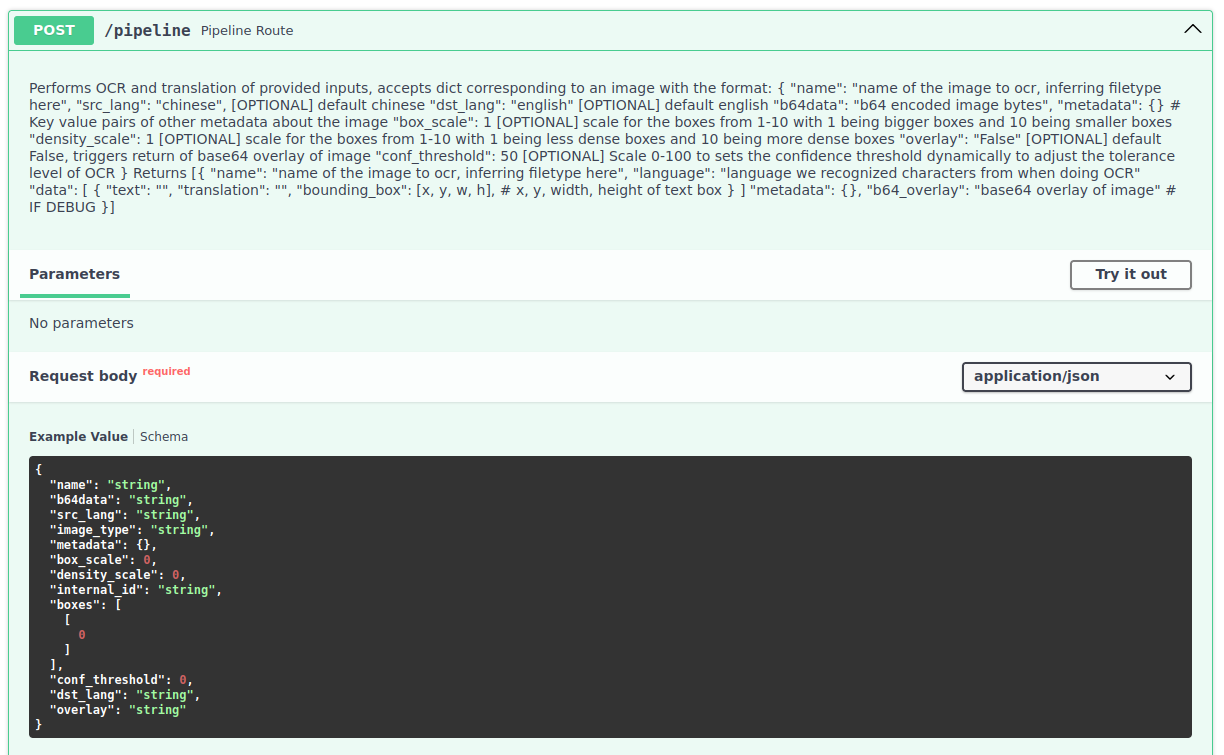 POST /pipeline Pipeline Route
Performs OCR and translation of provided inputs, accepts dict corresponding to an image with the format: { "name": "name of the image to ocr, inferring filetype
here", "src_lang": "chinese", [OPTIONAL] default chinese "dst_lang": "english" [OPTIONAL] default english "b64data": "b64 encoded image bytes", "metadata": {} #
Key value pairs of other metadata about the image "box_scale": 1 [OPTIONAL] scale for the boxes from 1-10 with 1 being bigger boxes and 10 being smaller boxes
"density_scale": 1 [OPTIONAL] scale for the boxes from 1-10 with 1 being less dense boxes and 10 being more dense boxes "overlay": "False" [OPTIONAL] default
False, triggers return of base64 overlay of image "conf_threshold": 50 [OPTIONAL] Scale 0-100 to sets the confidence threshold dynamically to adjust the tolerance
level of OCR } Returns [{ "name": "name of the image to ocr, inferring filetype here", "language": "language we recognized characters from when doing OCR"
"data": [ { "text": "", "translation": "", "bounding_box": [x, y, w, h], # x, y, width, height of text box } ] "metadata": {}, "b64_overlay": "base64 overlay of image" #
IF DEBUG }]
Parameters
Try it out
No parameters
Request body required
application/json
Example Value Schema
{
  "name": "string",
  "b64data": "string",
  "src_lang": "string",
  "image_type": "string",
  "metadata": {},
  "box_scale": 0,
  "density_scale": 0,
  "internal_id": "string",
  "boxes": [
    [
      0
    ]
  ],
  "conf_threshold": 0,
  "dst_lang": "string",
  "overlay": "string"
}